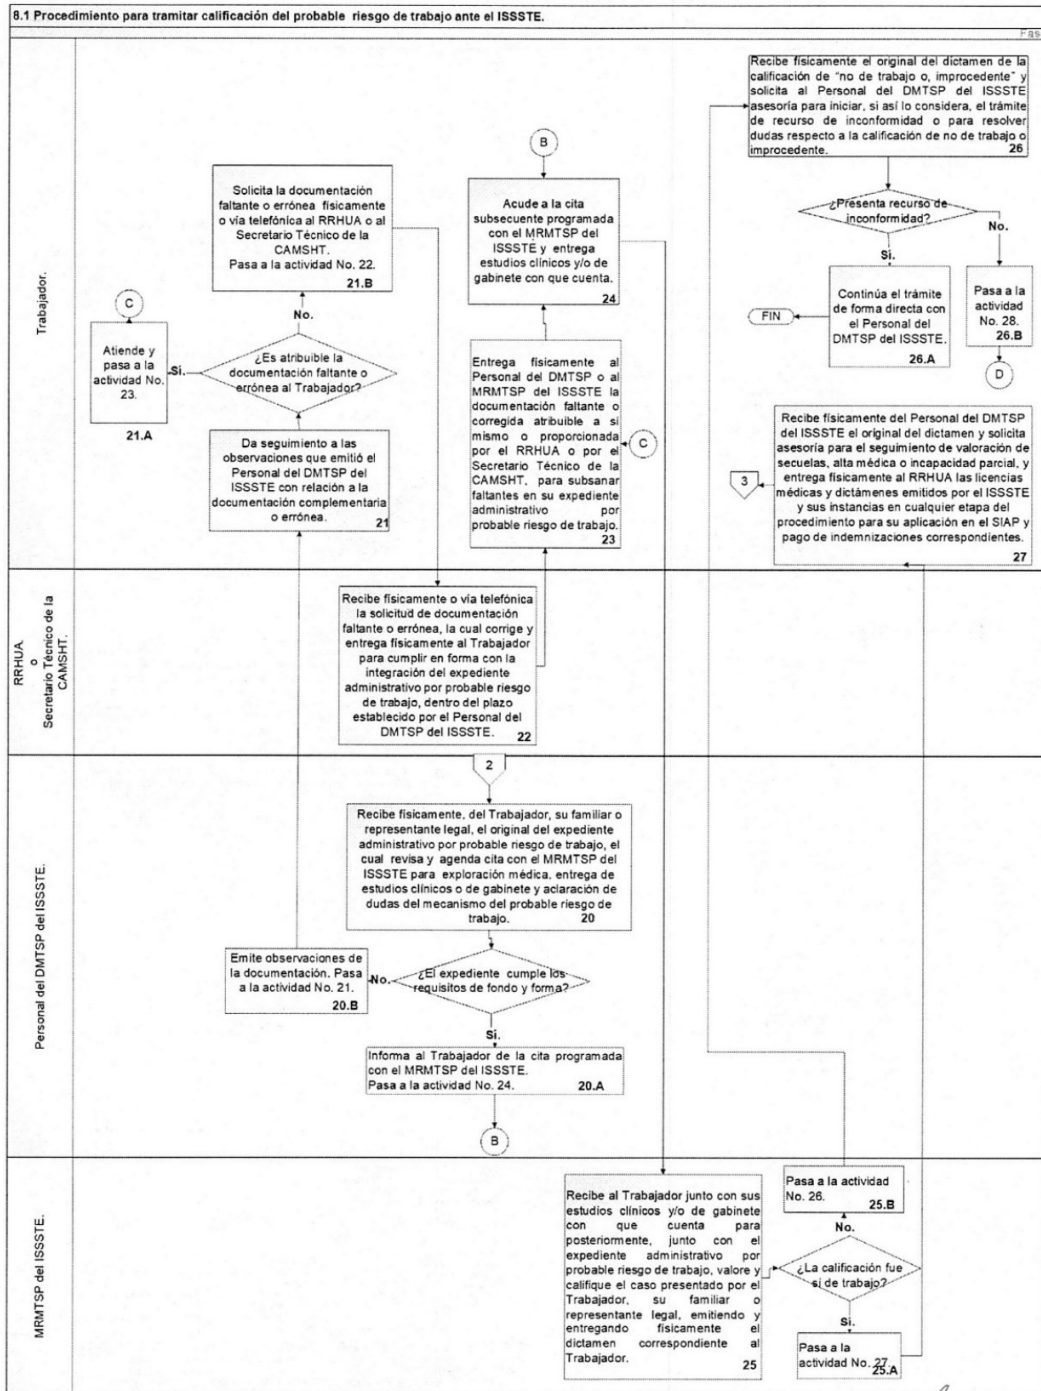 8.1 Procedimiento para tramitar calificación del probable riesgo de trabajo ante el ISSSTE.
Fas
Trabajador.
Recibe físicamente el original del dictamen de la
calificación de "no de trabajo o, improcedente" y
solicita al Personal del DMTSP del ISSSTE
asesoría para iniciar, si así lo considera, el trámite
de recurso de inconformidad o para resolver
dudas respecto a la calificación de no de trabajo o
improcedente.
26
B
Solicita la documentación
faltante o errónea físicamente
o vía telefónica al RRHUA o al
Secretario Técnico de la
CAMSHT.
Pasa a la actividad No. 22.
21.B
Acude a la cita
subsecuente programada
con el MRMTSP del
ISSSTE y entrega
estudios clínicos y/o de
gabinete con que cuenta.
24
¿Presenta recurso de
inconformidad?
No.
Si.
C
No.
FIN
Continúa el trámite
de forma directa con
el Personal del
DMTSP del ISSSTE.
26.A
Pasa a la
actividad
No. 28.
26.B
D
Atiende y
pasa a la
actividad No.
23.
21.A
Si.
¿Es atribuible la
documentación faltante o
errónea al Trabajador?
Entrega físicamente al
Personal del DMTSP o al
MRMTSP del ISSSTE la
documentación faltante o
corregida atribuible a si
mismo o proporcionada
por el RRHUA o por el
Secretario Técnico de la
CAMSHT, para subsanar
faltantes en su expediente
administrativo por
probable riesgo de trabajo.
23
C
Da seguimiento a las
observaciones que emitió el
Personal del DMTSP del
ISSSTE con relación a la
documentación complementaria
o errónea.
21
3
Recibe físicamente del Personal del DMTSP
del ISSSTE el original del dictamen y solicita
asesoría para el seguimiento de valoración de
secuelas, alta médica o incapacidad parcial, y
entrega físicamente al RRHUA las licencias
médicas y dictámenes emitidos por el ISSSTE
y sus instancias en cualquier etapa del
procedimiento para su aplicación en el SIAP y
pago de indemnizaciones correspondientes.
27
RRHUA.
o
Secretario Técnico de la
CAMSHT.
Recibe físicamente o vía telefónica
la solicitud de documentación
faltante o errónea, la cual corrige y
entrega físicamente al Trabajador
para cumplir en forma con la
integración del expediente
administrativo por probable riesgo
de trabajo, dentro del plazo
establecido por el Personal del
DMTSP del ISSSTE.
22
Personal del DMTSP del ISSSTE.
2
Recibe físicamente, del Trabajador, su familiar o
representante legal, el original del expediente
administrativo por probable riesgo de trabajo, el
cual revisa y agenda cita con el MRMTSP del
ISSSTE para exploración médica, entrega de
estudios clínicos o de gabinete y aclaración de
dudas del mecanismo del probable riesgo de
trabajo.
20
Emite observaciones de
la documentación. Pasa
a la actividad No. 21.
20.B
No.
¿El expediente cumple los
requisitos de fondo y forma?
Si.
Informa al Trabajador de la cita programada
con el MRMTSP del ISSSTE.
Pasa a la actividad No. 24.
20.A
B
MRMTSP del ISSSTE.
Recibe al Trabajador junto con sus
estudios clínicos y/o de gabinete
con que cuenta para
posteriormente, junto con el
expediente administrativo por
probable riesgo de trabajo, valore y
califique el caso presentado por el
Trabajador, su familiar o
representante legal, emitiendo y
entregando físicamente el
dictamen correspondiente al
Trabajador.
25
Pasa a la actividad
No. 26.
25.B
No.
¿La calificación fue
sí de trabajo?
Si.
Pasa a la
actividad No. 27.
25.A